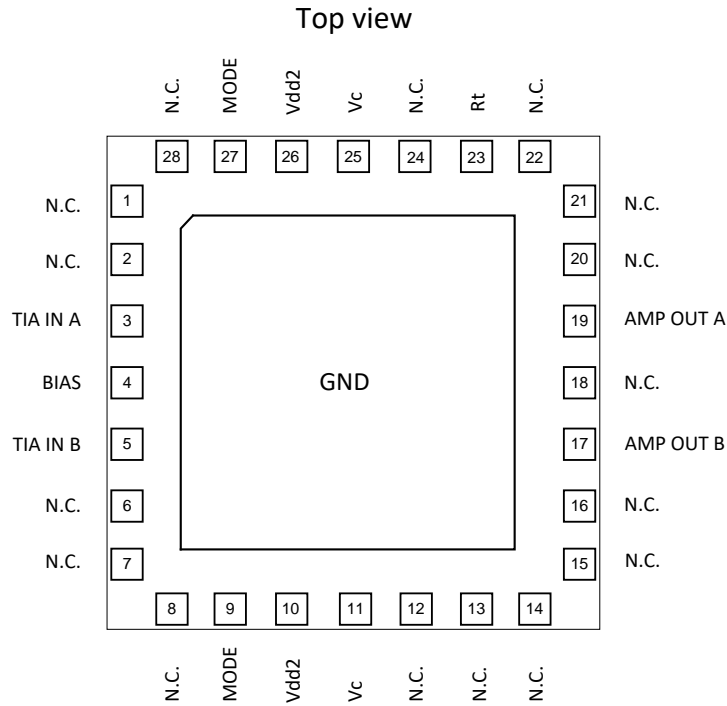 Top view
N.C. MODE Vdd2 Vc N.C. Rt N.C.
28 27 26 25 24 23 22
N.C. 1 21 N.C.
N.C. 2 20 N.C.
TIA IN A 3 19 AMP OUT A
BIAS 4 GND 18 N.C.
TIA IN B 5 17 AMP OUT B
N.C. 6 16 N.C.
N.C. 7 15 N.C.
8 9 10 11 12 13 14
N.C. MODE Vdd2 Vc N.C. N.C. N.C.